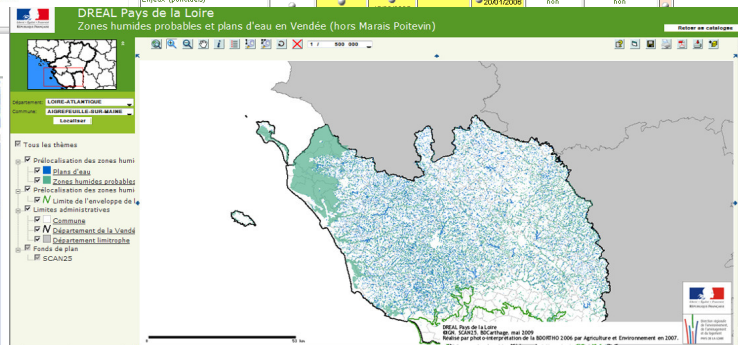 20/01/2006
non
non
DREAL Pays de la Loire
Zones humides probables et plans d'eau en Vendée (hors Marais Poitevin)
Retour au catalogue
1 / 500 000
Département
LOIRE-ATLANTIQUE
Commune
AIGREFEUILLE-SUR-MAINE
Localiser
Tous les thèmes
Prélocalisation des zones humi
Plans d'eau
Zones humides probables
Prélocalisation des zones humi
Limite de l'enveloppe de l
Limites administratives
Commune
Département de la Vendé
Département limitrophe
Fonds de plan
SCAN25
DREAL Pays de la Loire
©IGN. SCAN25. BDCarthage. mai 2009
Réalisé par photo-interprétation de la BDORTHO 2006 par Agriculture et Environnement en 2007.